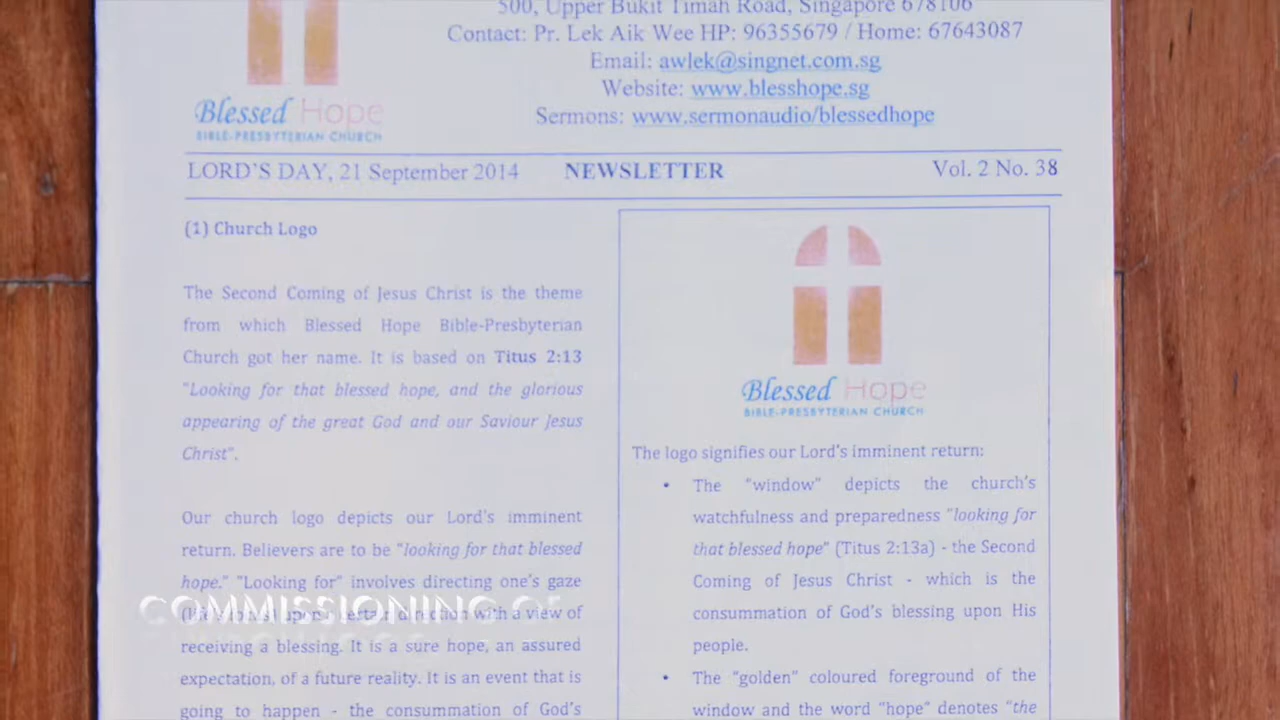 500, Upper Bukit Timah Road, Singapore 678106
Contact: Pr. Lek Aik Wee HP: 96355679 / Home: 67643087
Email: awlek@singnet.com.sg
Website: www.blesshope.sg
Sermons: www.sermonaudio/blessedhope
Blessed Hope
BIBLE-PRESBYTERIAN CHURCH
LORD'S DAY, 21 September 2014 NEWSLETTER Vol. 2 No. 38
(1) Church Logo
The Second Coming of Jesus Christ is the theme
from which Blessed Hope Bible-Presbyterian
Church got her name. It is based on Titus 2:13
"Looking for that blessed hope, and the glorious
appearing of the great God and our Saviour Jesus
Christ".
Our church logo depicts our Lord's imminent
return. Believers are to be "looking for that blessed
hope." "Looking for" involves directing one's gaze
direction with a view of
receiving a blessing. It is a sure hope, an assured
expectation, of a future reality. It is an event that is
going to happen - the consummation of God's
Blessed Hope
BIBLE-PRESBYTERIAN CHURCH
The logo signifies our Lord's imminent return:
• The "window" depicts the church's
watchfulness and preparedness "looking for
that blessed hope" (Titus 2:13a) - the Second
Coming of Jesus Christ - which is the
consummation of God's blessing upon His
people.
• The "golden" coloured foreground of the
window and the word "hope" denotes "the
COMMISSIONING OF